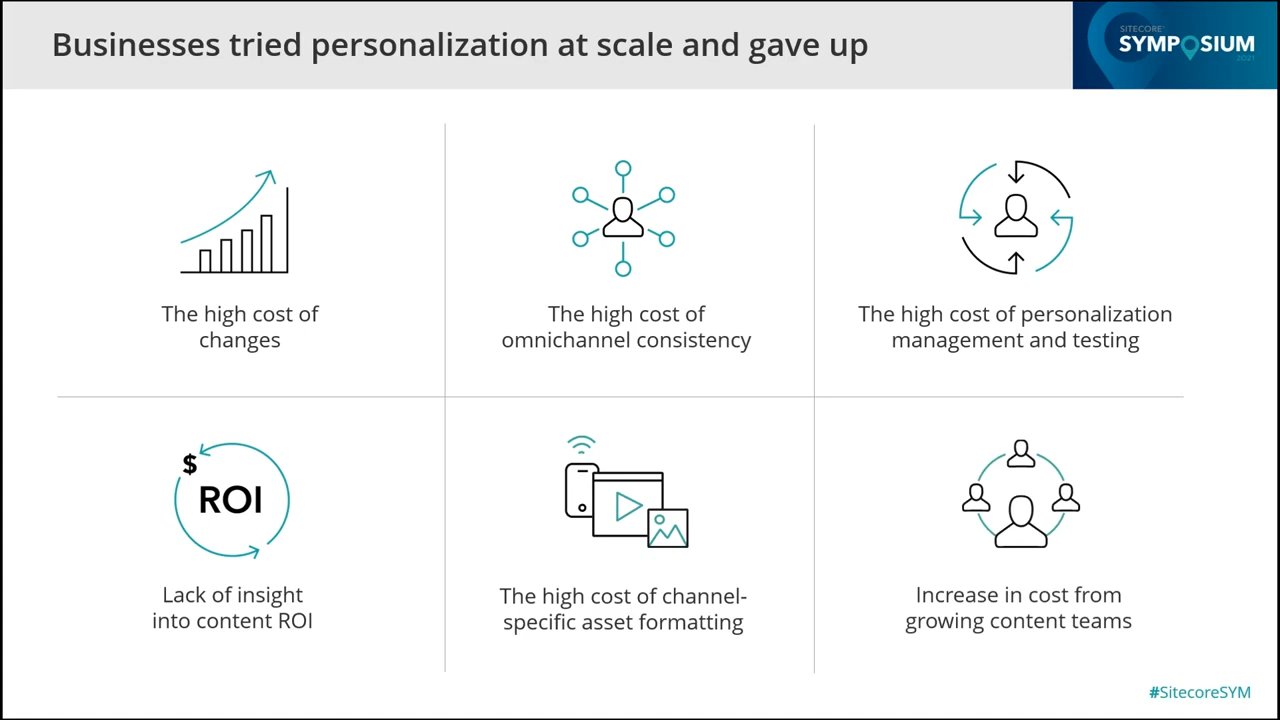 Businesses tried personalization at scale and gave up
SITECORE™
SYMPOSIUM
2021
The high cost of
changes
The high cost of
omnichannel consistency
The high cost of personalization
management and testing
$
ROI
Lack of insight
into content ROI
The high cost of channel-
specific asset formatting
Increase in cost from
growing content teams
#SitecoreSYM